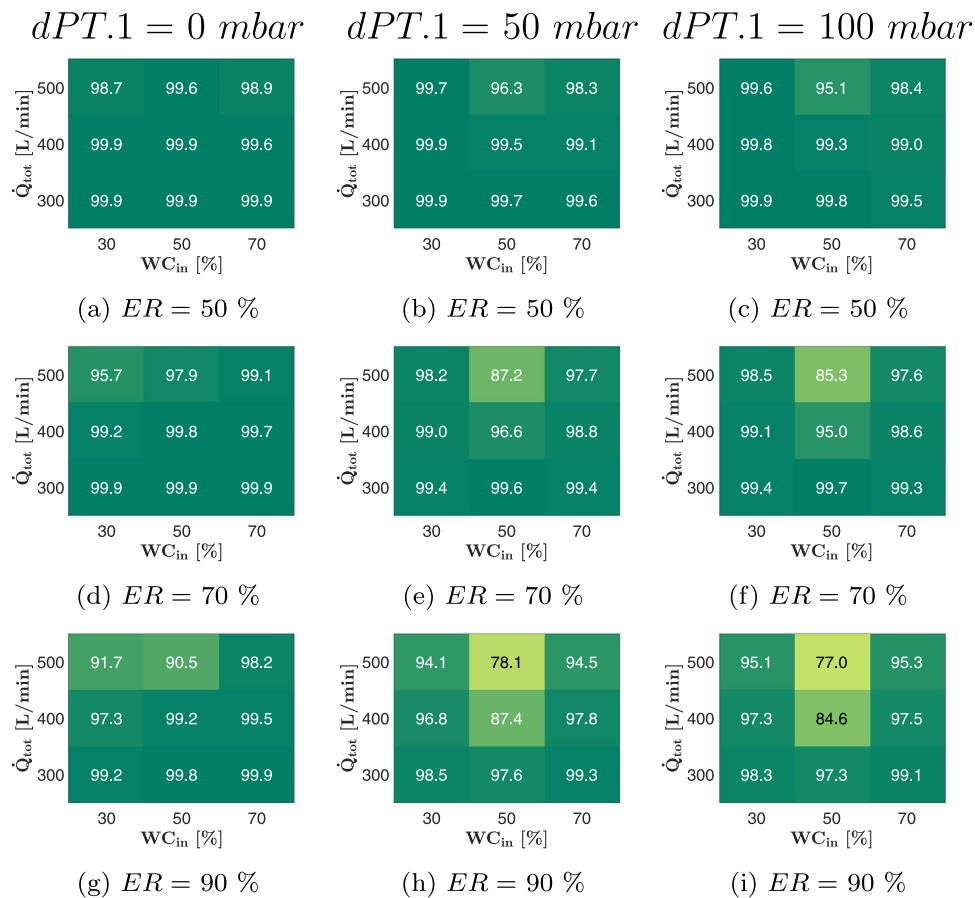 dPT.1 = 0 mbar dPT.1 = 50 mbar dPT.1 = 100 mbar
Q̇tot [L/min]
500 98.7 99.6 98.9
400 99.9 99.9 99.6
300 99.9 99.9 99.9
30 50 70
WCin [%]
(a) ER = 50 %
Q̇tot [L/min]
500 99.7 96.3 98.3
400 99.9 99.5 99.1
300 99.9 99.7 99.6
30 50 70
WCin [%]
(b) ER = 50 %
Q̇tot [L/min]
500 99.6 95.1 98.4
400 99.8 99.3 99.0
300 99.9 99.8 99.5
30 50 70
WCin [%]
(c) ER = 50 %
Q̇tot [L/min]
500 95.7 97.9 99.1
400 99.2 99.8 99.7
300 99.9 99.9 99.9
30 50 70
WCin [%]
(d) ER = 70 %
Q̇tot [L/min]
500 98.2 87.2 97.7
400 99.0 96.6 98.8
300 99.4 99.6 99.4
30 50 70
WCin [%]
(e) ER = 70 %
Q̇tot [L/min]
500 98.5 85.3 97.6
400 99.1 95.0 98.6
300 99.4 99.7 99.3
30 50 70
WCin [%]
(f) ER = 70 %
Q̇tot [L/min]
500 91.7 90.5 98.2
400 97.3 99.2 99.5
300 99.2 99.8 99.9
30 50 70
WCin [%]
(g) ER = 90 %
Q̇tot [L/min]
500 94.1 78.1 94.5
400 96.8 87.4 97.8
300 98.5 97.6 99.3
30 50 70
WCin [%]
(h) ER = 90 %
Q̇tot [L/min]
500 95.1 77.0 95.3
400 97.3 84.6 97.5
300 98.3 97.3 99.1
30 50 70
WCin [%]
(i) ER = 90 %